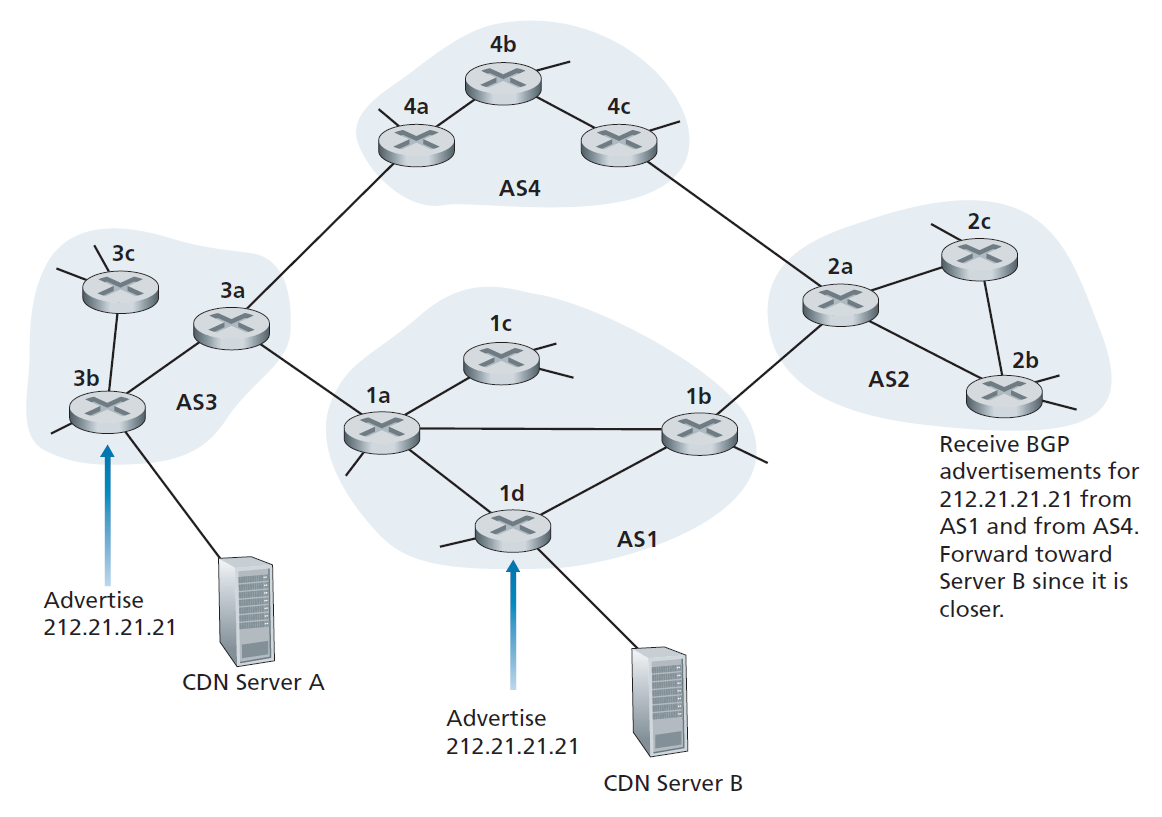 4b
4a
4c
AS4
2c
3c
2a
3a
1c
2b
3b
AS2
1a
1b
AS3
Receive BGP
advertisements for
212.21.21.21 from
AS1 and from AS4.
Forward toward
Server B since it is
closer.
1d
AS1
Advertise
212.21.21.21
CDN Server A
Advertise
212.21.21.21
CDN Server B